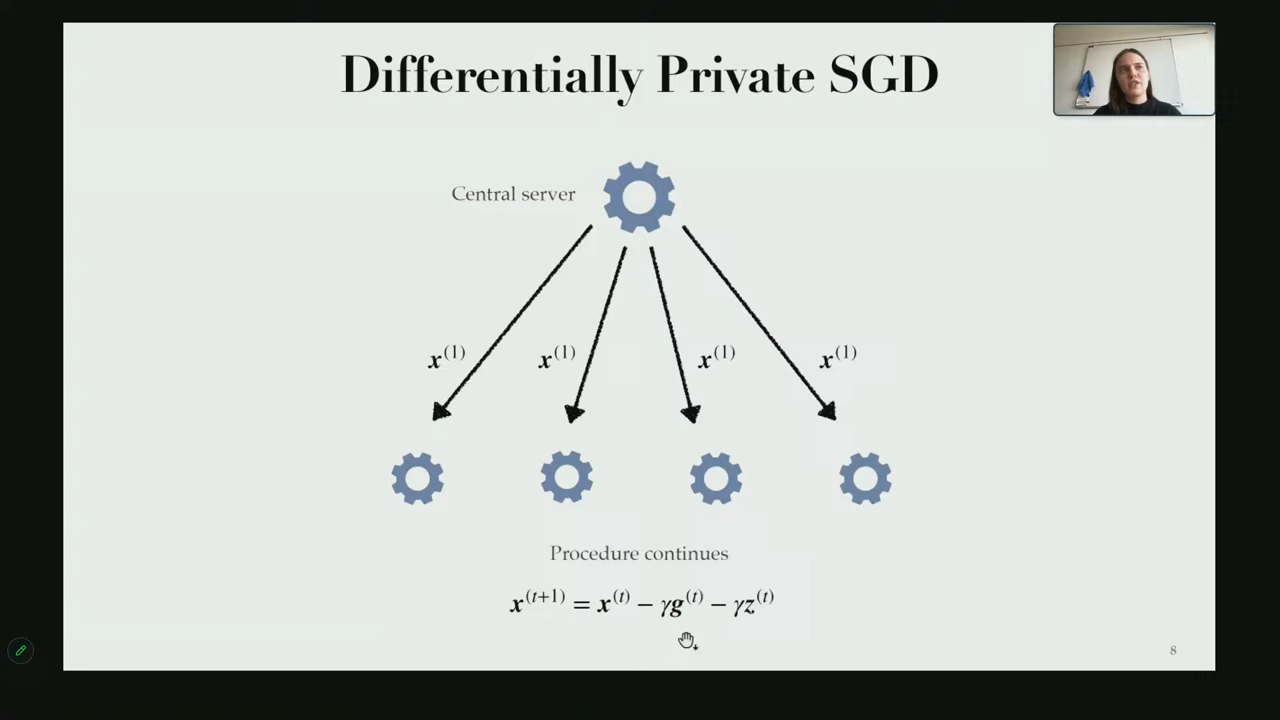 Differentially Private SGD
Central server
x^(1) x^(1) x^(1) x^(1)
Procedure continues
x^(t+1) = x^(t) − γg^(t) − γz^(t)
8